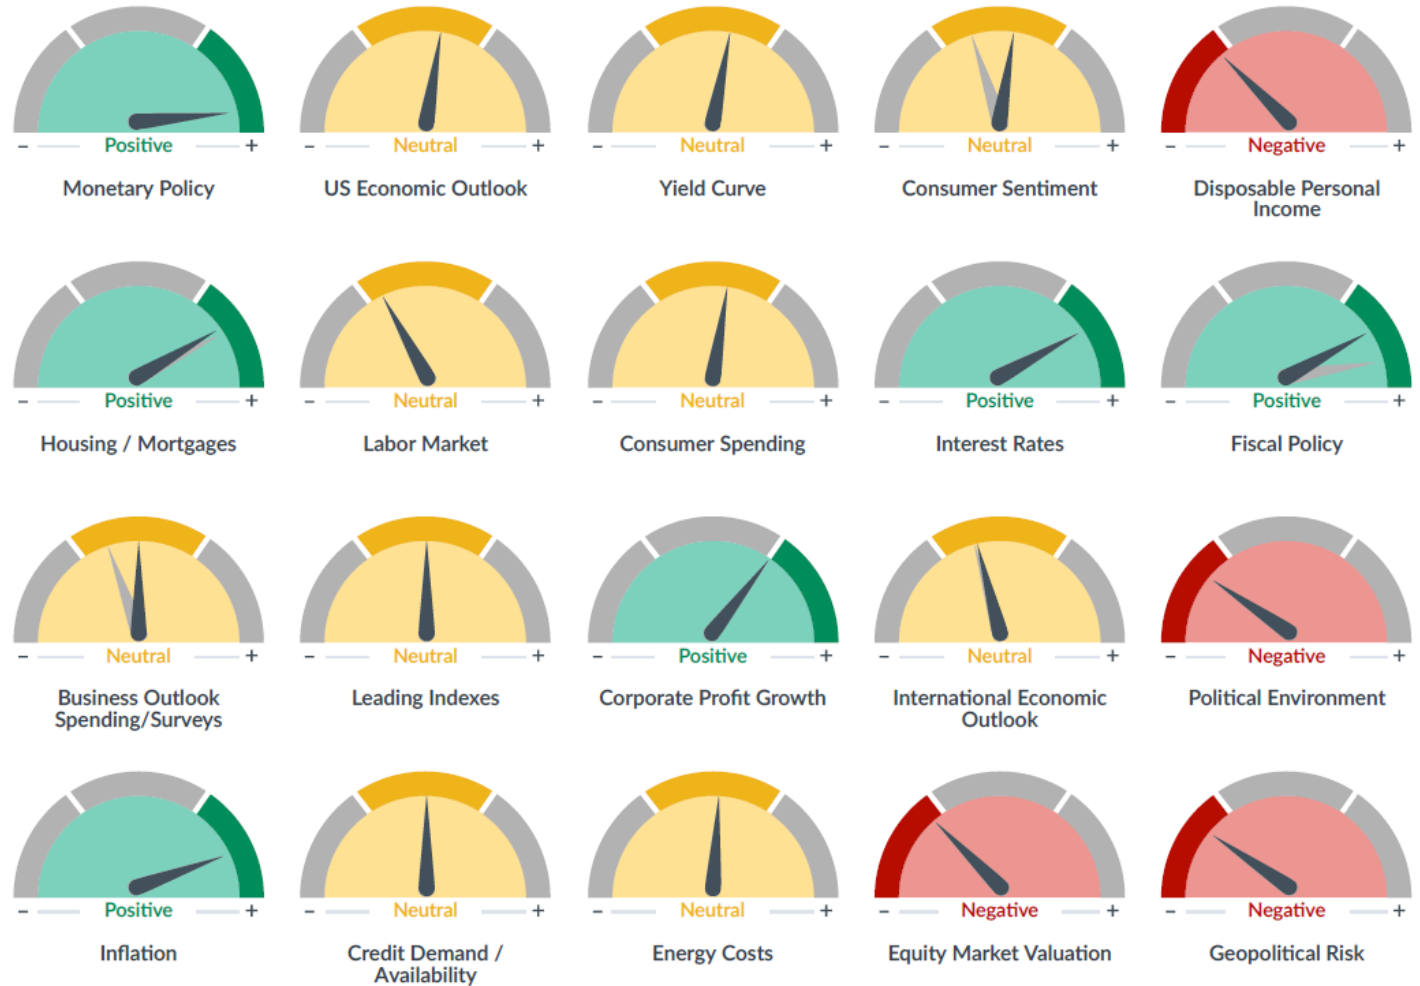 Positive
Neutral
Neutral
Neutral
Negative
– +
– +
– +
– +
– +
Monetary Policy
US Economic Outlook
Yield Curve
Consumer Sentiment
Disposable Personal
Income
Positive
Neutral
Neutral
Positive
Positive
– +
– +
– +
– +
– +
Housing / Mortgages
Labor Market
Consumer Spending
Interest Rates
Fiscal Policy
Neutral
Neutral
Positive
Neutral
Negative
– +
– +
– +
– +
– +
Business Outlook
Spending/Surveys
Leading Indexes
Corporate Profit Growth
International Economic
Outlook
Political Environment
Positive
Neutral
Neutral
Negative
Negative
– +
– +
– +
– +
– +
Inflation
Credit Demand /
Availability
Energy Costs
Equity Market Valuation
Geopolitical Risk